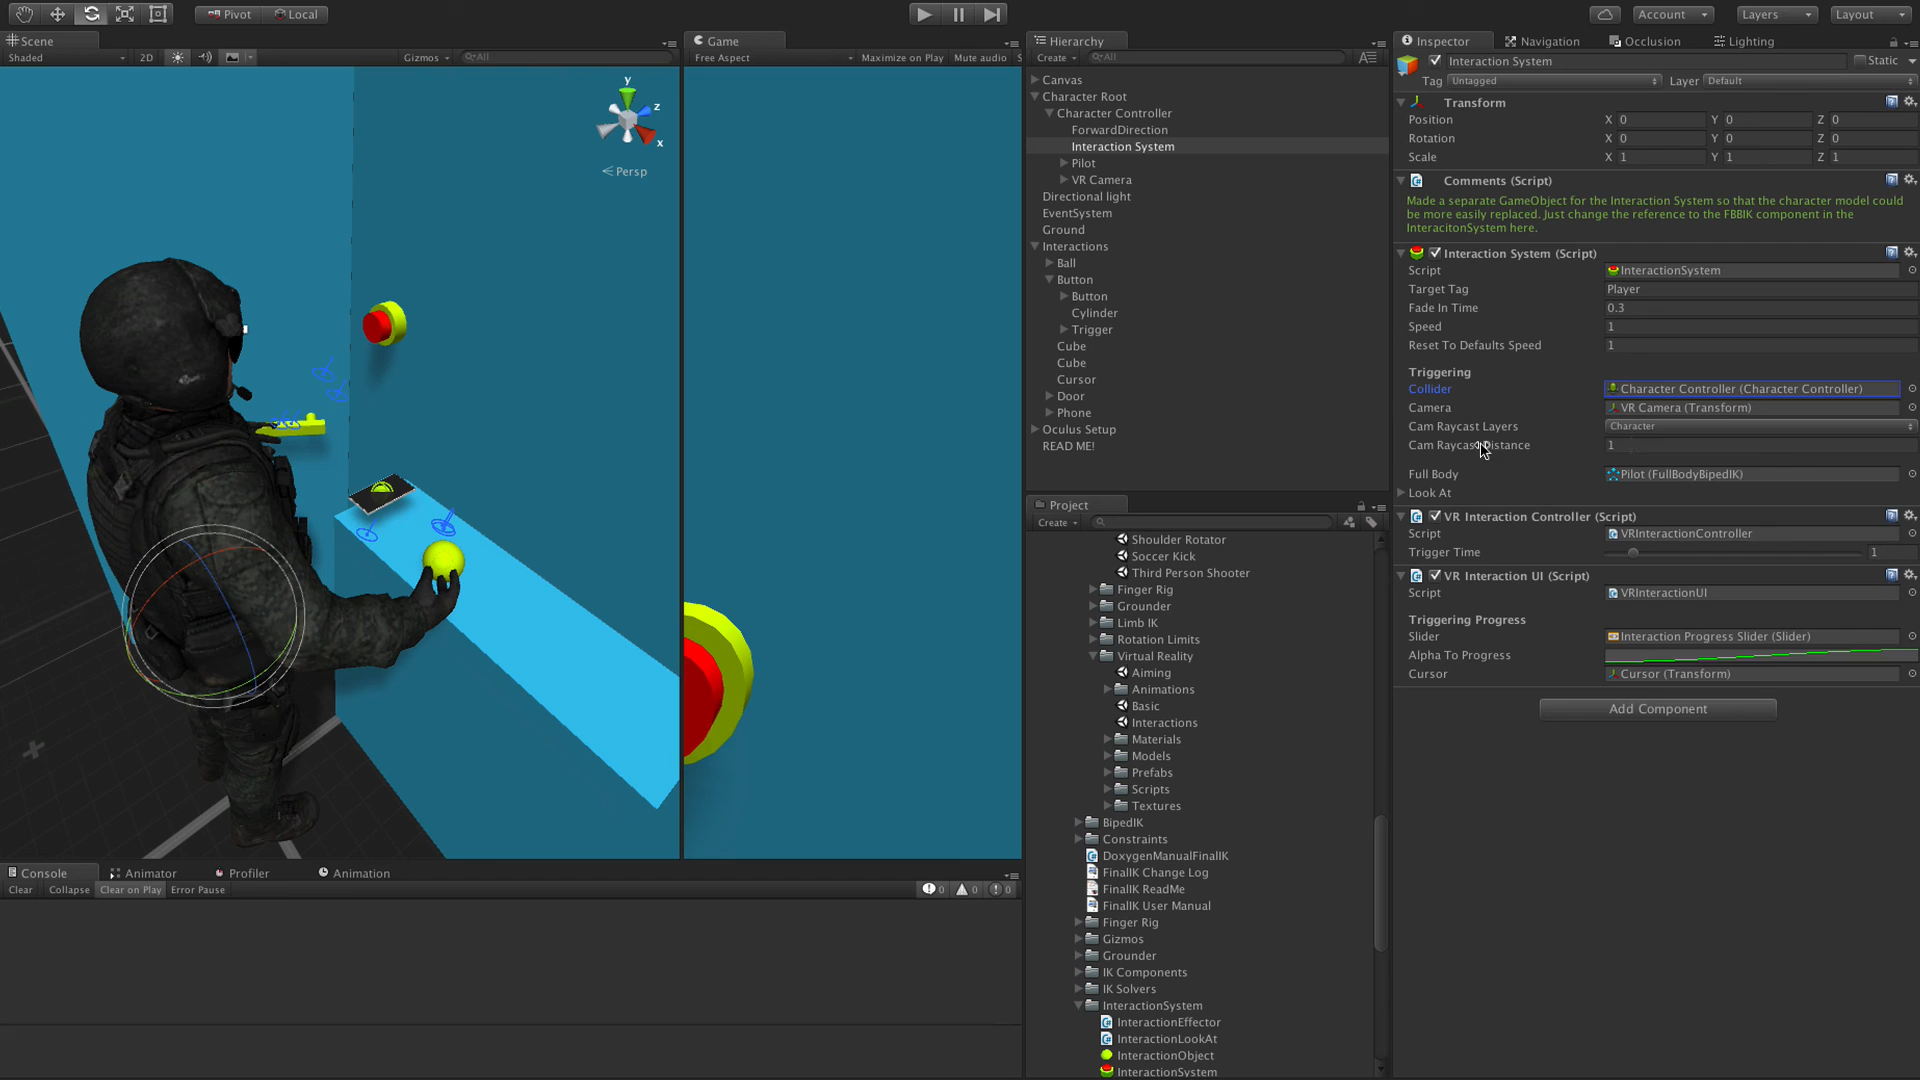 Pivot Local Account Layers Layout
Scene
Shaded 2D Gizmos All
y
z
x
Persp
Game
Free Aspect Maximize on Play Mute audio S
Hierarchy
Create All
Canvas
Character Root
Character Controller
ForwardDirection
Interaction System
Pilot
VR Camera
Directional light
EventSystem
Ground
Interactions
Ball
Button
Button
Cylinder
Trigger
Cube
Cube
Cursor
Door
Phone
Oculus Setup
READ ME!
Project
Create
Shoulder Rotator
Soccer Kick
Third Person Shooter
Finger Rig
Grounder
Limb IK
Rotation Limits
Virtual Reality
Aiming
Animations
Basic
Interactions
Materials
Models
Prefabs
Scripts
Textures
BipedIK
Constraints
DoxygenManualFinalIK
FinalIK Change Log
FinalIK ReadMe
FinalIK User Manual
Finger Rig
Gizmos
Grounder
IK Components
IK Solvers
InteractionSystem
InteractionEffector
InteractionLookAt
InteractionObject
InteractionSystem
Inspector Navigation Occlusion Lighting
Interaction System Static
Tag Untagged Layer Default
Transform
Position X 0 Y 0 Z 0
Rotation X 0 Y 0 Z 0
Scale X 1 Y 1 Z 1
Comments (Script)
Made a separate GameObject for the Interaction System so that the character model could
be more easily replaced. Just change the reference to the FBBIK component in the
InteracitonSystem here.
Interaction System (Script)
Script InteractionSystem
Target Tag Player
Fade In Time 0.3
Speed 1
Reset To Defaults Speed 1
Triggering
Collider Character Controller (Character Controller)
Camera VR Camera (Transform)
Cam Raycast Layers Character
Cam Raycast Distance 1
Full Body Pilot (FullBodyBipedIK)
Look At
VR Interaction Controller (Script)
Script VRInteractionController
Trigger Time 1
VR Interaction UI (Script)
Script VRInteractionUI
Triggering Progress
Slider Interaction Progress Slider (Slider)
Alpha To Progress
Cursor Cursor (Transform)
Add Component
Console Animator Profiler Animation
Clear Collapse Clear on Play Error Pause 0 0 0